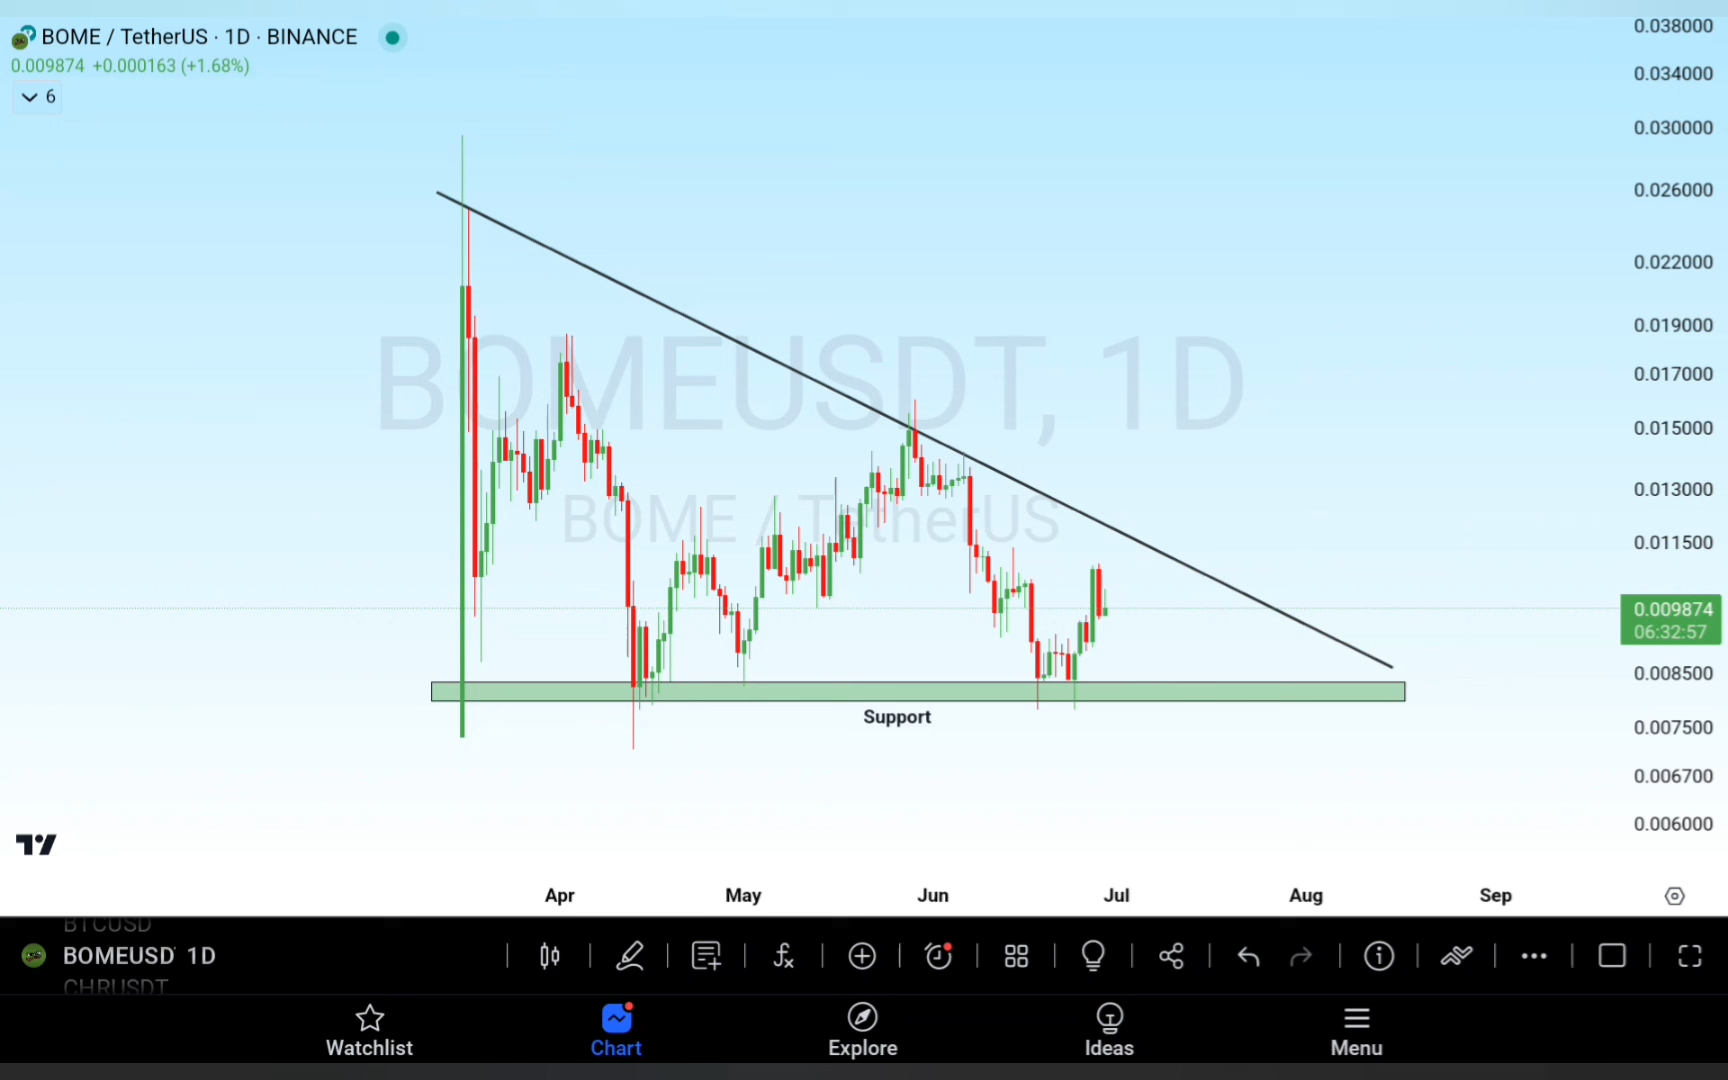 BOME / TetherUS · 1D · BINANCE
0.009874 +0.000163 (+1.68%)
6
0.038000
0.034000
0.030000
0.026000
0.022000
0.019000
0.017000
0.015000
0.013000
0.011500
0.009874
06:32:57
0.008500
0.007500
0.006700
0.006000
BOMEUSDT, 1D
BOME / TetherUS
Support
Apr May Jun Jul Aug Sep
BTCUSD
BOMEUSD 1D
CHRUSDT
Watchlist Chart Explore Ideas Menu